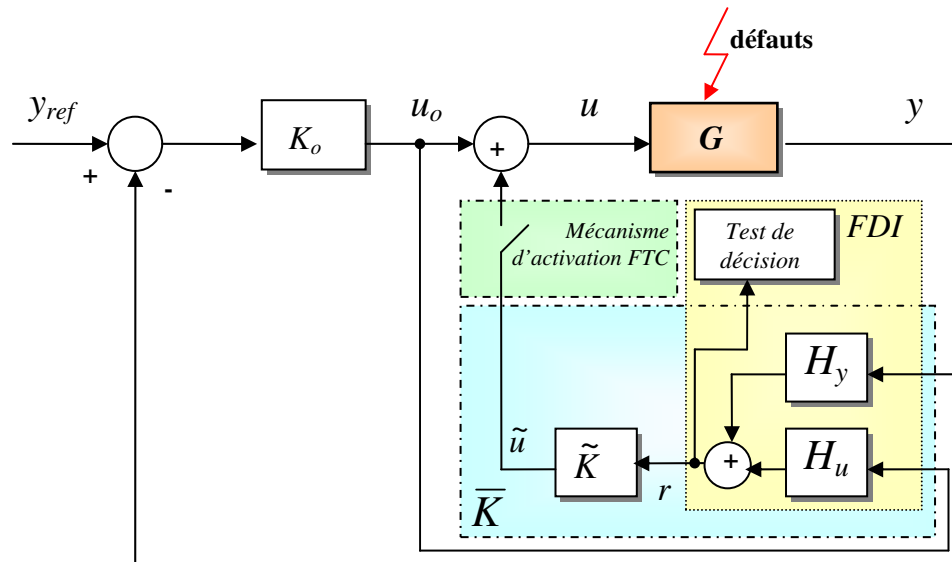 défauts
y_ref
u_o
u
y
K_o
+
G
+
-
Mécanisme
d'activation FTC
Test de
décision
FDI
H_y
ũ
K̃
+
H_u
r
K̅